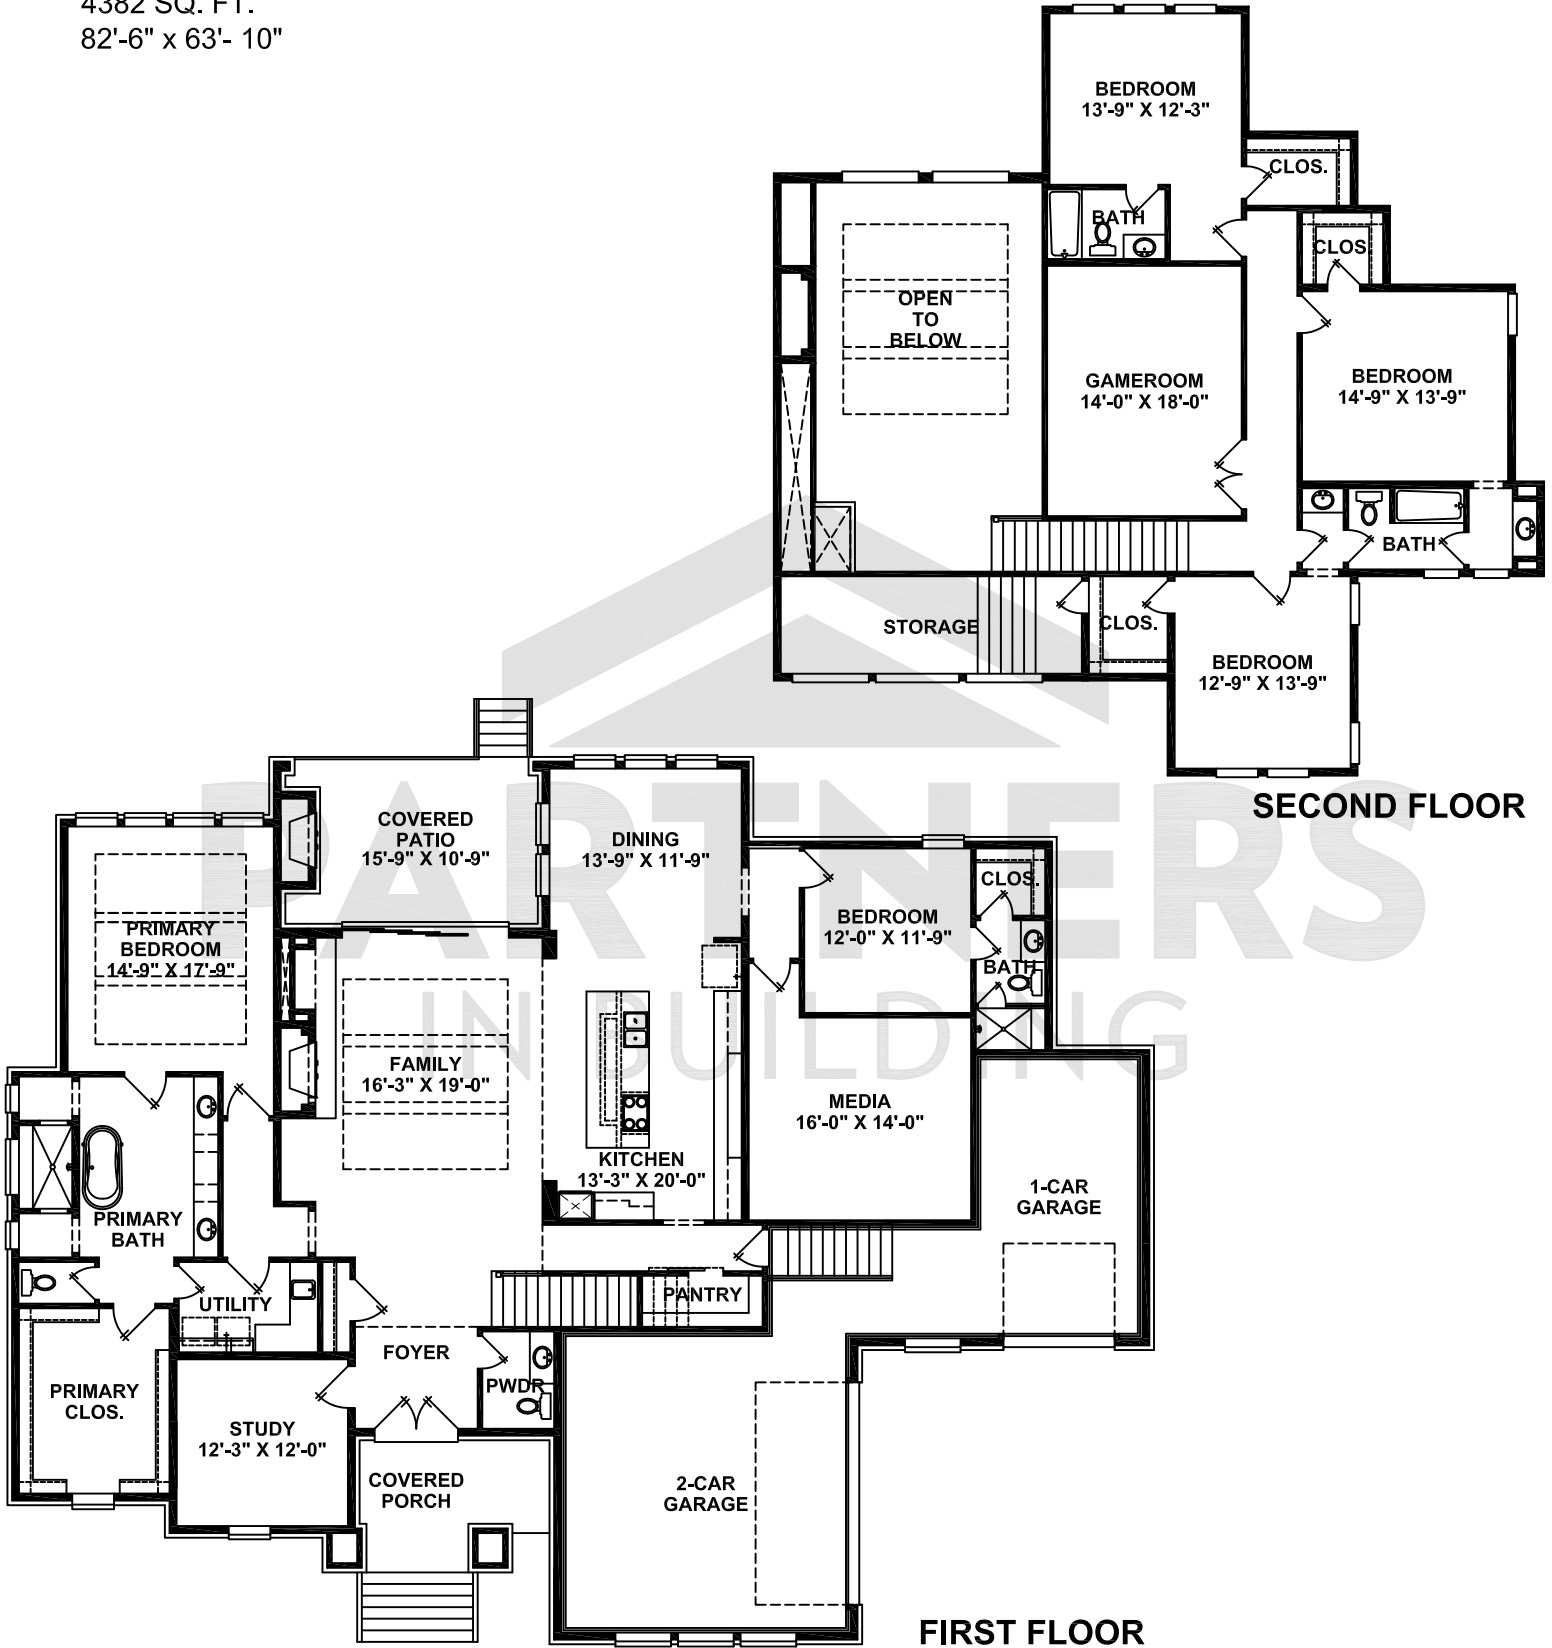 4382 SQ. FT.
82'-6" x 63'- 10"
BEDROOM
13'-9" X 12'-3"
CLOS.
BATH
CLOS.
OPEN
TO
BELOW
GAMEROOM
14'-0" X 18'-0"
BEDROOM
14'-9" X 13'-9"
BATH
STORAGE
CLOS.
BEDROOM
12'-9" X 13'-9"
SECOND FLOOR
PARTNERS
IN BUILDING
COVERED
PATIO
15'-9" X 10'-9"
DINING
13'-9" X 11'-9"
PRIMARY
BEDROOM
14'-9" X 17'-9"
BEDROOM
12'-0" X 11'-9"
CLOS.
BATH
FAMILY
16'-3" X 19'-0"
MEDIA
16'-0" X 14'-0"
KITCHEN
13'-3" X 20'-0"
1-CAR
GARAGE
PRIMARY
BATH
UTILITY
PANTRY
FOYER
PWDR
PRIMARY
CLOS.
STUDY
12'-3" X 12'-0"
COVERED
PORCH
2-CAR
GARAGE
FIRST FLOOR